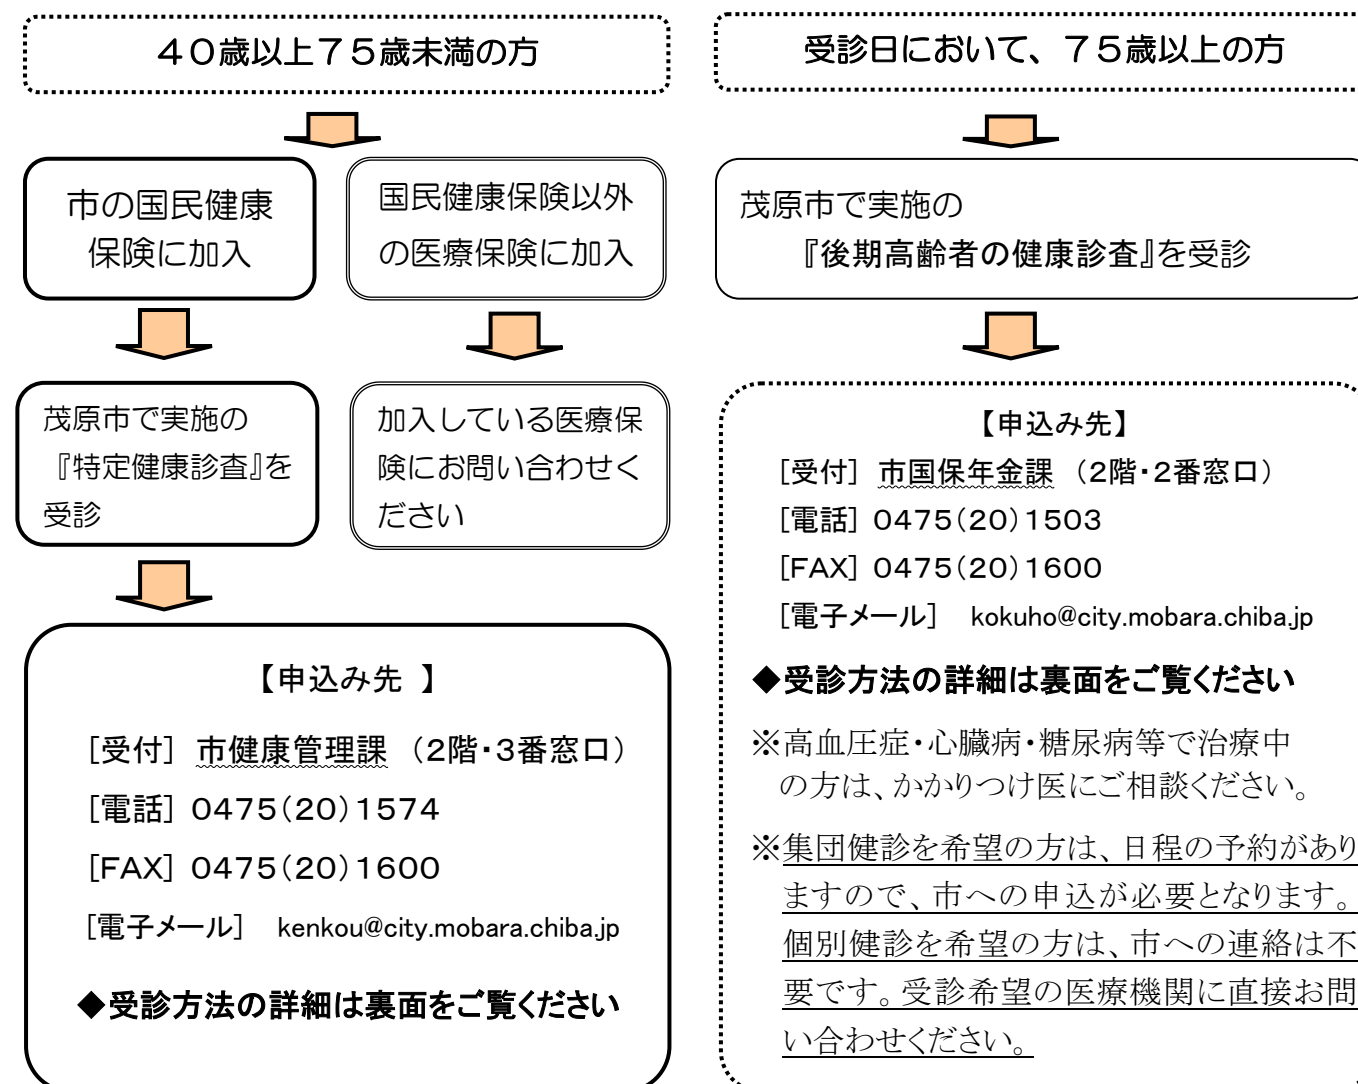 ４０歳以上７５歳未満の方
市の国民健康
保険に加入
国民健康保険以外
の医療保険に加入
茂原市で実施の
『特定健康診査』を
受診
加入している医療保
険にお問い合わせく
ださい
【申込み先 】
[受付] 市健康管理課 （２階・３番窓口）
[電話] ０４７５（２０）１５７４
[FAX] ０４７５（２０）１６００
[電子メール] kenkou@city.mobara.chiba.jp
◆受診方法の詳細は裏面をご覧ください
受診日において、７５歳以上の方
茂原市で実施の
『後期高齢者の健康診査』を受診
【申込み先】
[受付] 市国保年金課 （２階・２番窓口）
[電話] ０４７５（２０）１５０３
[FAX] ０４７５（２０）１６００
[電子メール] kokuho@city.mobara.chiba.jp
◆受診方法の詳細は裏面をご覧ください
※高血圧症・心臓病・糖尿病等で治療中
の方は、かかりつけ医にご相談ください。
※集団健診を希望の方は、日程の予約があり
ますので、市への申込が必要となります。
個別健診を希望の方は、市への連絡は不
要です。受診希望の医療機関に直接お問
い合わせください。